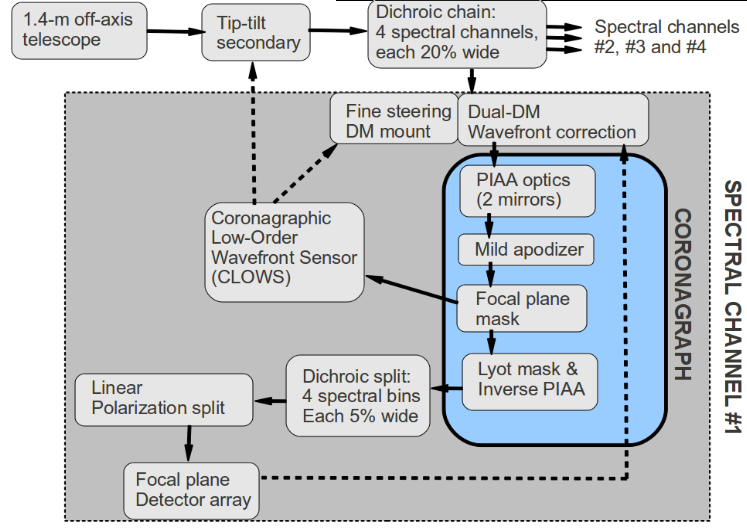 1.4-m off-axis
telescope
Tip-tilt
secondary
Dichroic chain:
4 spectral channels,
each 20% wide
Spectral channels
#2, #3 and #4
Fine steering
DM mount
Dual-DM
Wavefront correction
PIAA optics
(2 mirrors)
Mild apodizer
Focal plane
mask
Lyot mask &
Inverse PIAA
CORONAGRAPH
SPECTRAL CHANNEL #1
Coronagraphic
Low-Order
Wavefront Sensor
(CLOWS)
Dichroic split:
4 spectral bins
Each 5% wide
Linear
Polarization split
Focal plane
Detector array